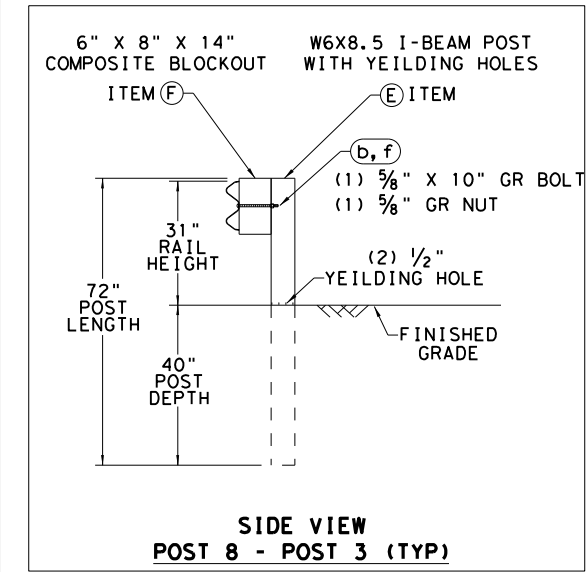 6" X 8" X 14"
COMPOSITE BLOCKOUT
ITEM F
W6X8.5 I-BEAM POST
WITH YEILDING HOLES
E ITEM
b, f
(1) 5/8" X 10" GR BOLT
(1) 5/8" GR NUT
31"
RAIL
HEIGHT
(2) 1/2"
YEILDING HOLE
72"
POST
LENGTH
FINISHED
GRADE
40"
POST
DEPTH
SIDE VIEW
POST 8 - POST 3 (TYP)